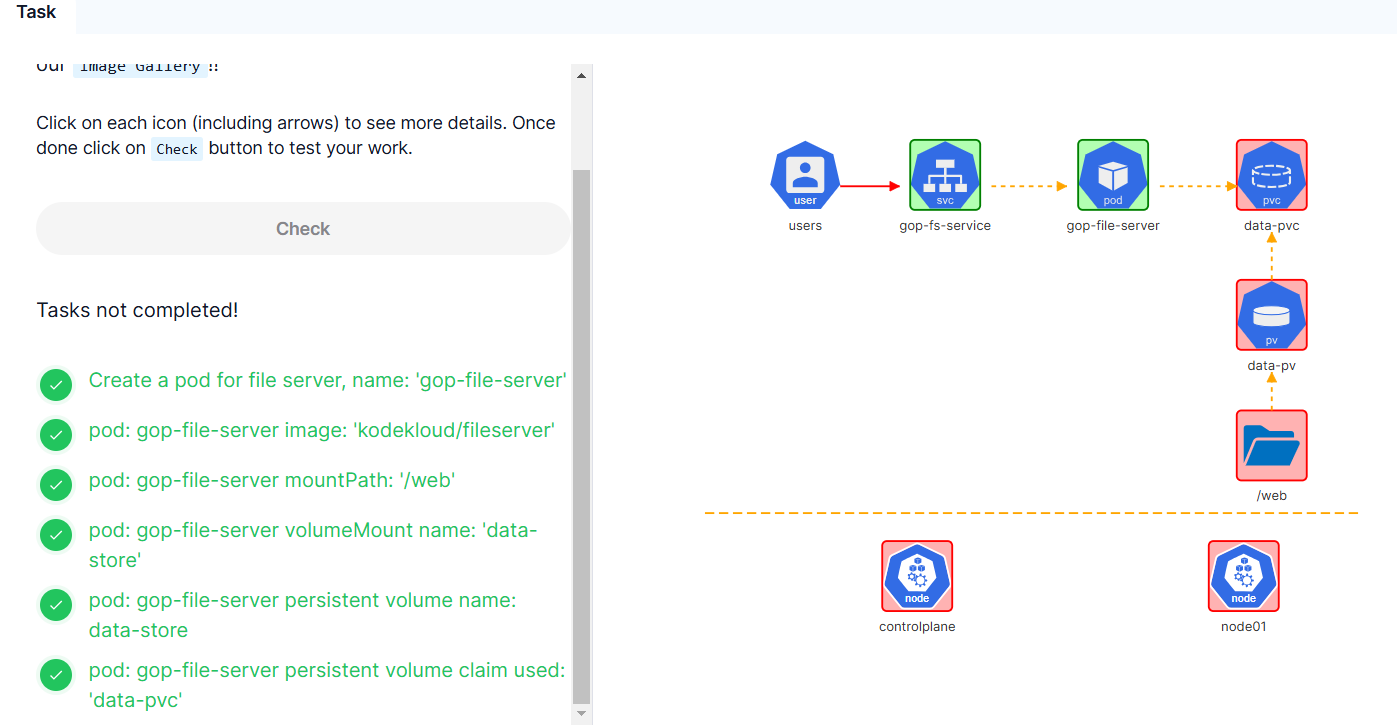 Task
our Image Gallery !!
Click on each icon (including arrows) to see more details. Once
done click on Check button to test your work.
Check
Tasks not completed!
Create a pod for file server, name: 'gop-file-server'
pod: gop-file-server image: 'kodekloud/fileserver'
pod: gop-file-server mountPath: '/web'
pod: gop-file-server volumeMount name: 'data-
store'
pod: gop-file-server persistent volume name:
data-store
pod: gop-file-server persistent volume claim used:
'data-pvc'
user
users
svc
gop-fs-service
pod
gop-file-server
pvc
data-pvc
pv
data-pv
/web
node
controlplane
node
node01